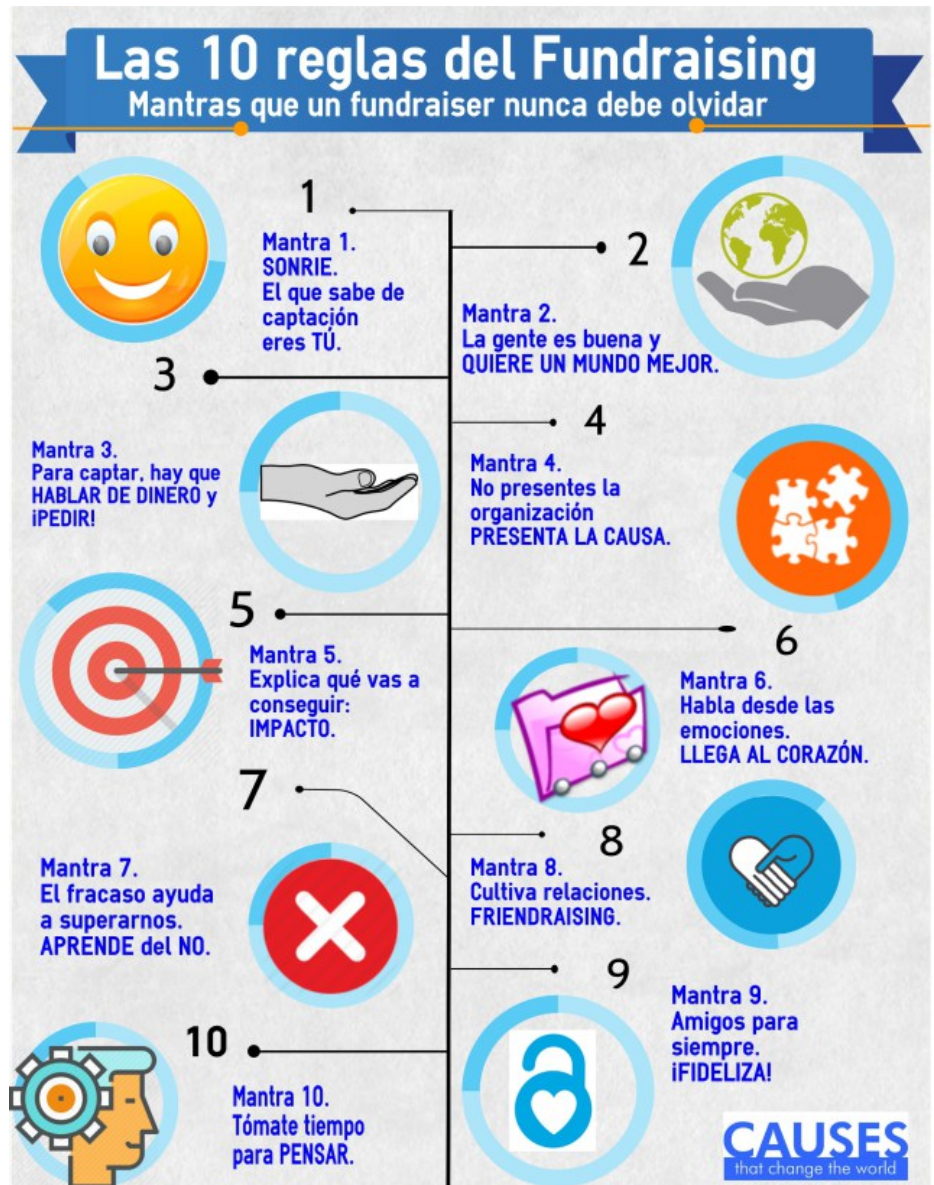 Las 10 reglas del Fundraising
Mantras que un fundraiser nunca debe olvidar
1
Mantra 1.
SONRIE.
El que sabe de
captación
eres TÚ.
2
Mantra 2.
La gente es buena y
QUIERE UN MUNDO MEJOR.
3
Mantra 3.
Para captar, hay que
HABLAR DE DINERO y
¡PEDIR!
4
Mantra 4.
No presentes la
organización
PRESENTA LA CAUSA.
5
Mantra 5.
Explica qué vas a
conseguir:
IMPACTO.
6
Mantra 6.
Habla desde las
emociones.
LLEGA AL CORAZÓN.
7
Mantra 7.
El fracaso ayuda
a superarnos.
APRENDE del NO.
8
Mantra 8.
Cultiva relaciones.
FRIENDRAISING.
9
Mantra 9.
Amigos para
siempre.
¡FIDELIZA!
10
Mantra 10.
Tómate tiempo
para PENSAR.
CAUSES
that change the world